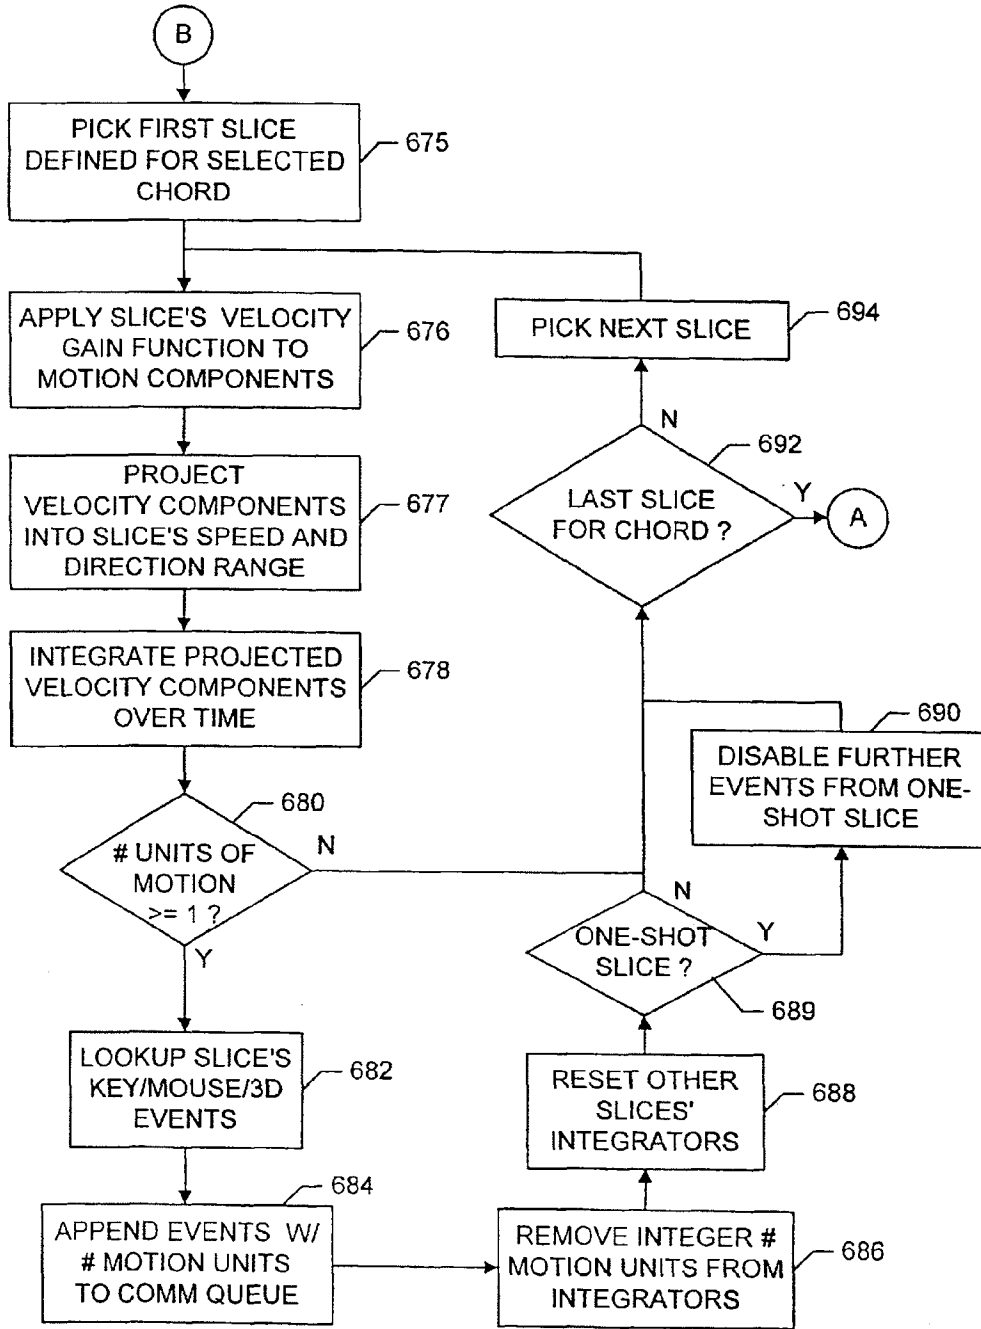 B
PICK FIRST SLICE
DEFINED FOR SELECTED
CHORD
675
APPLY SLICE'S VELOCITY
GAIN FUNCTION TO
MOTION COMPONENTS
676
PROJECT
VELOCITY COMPONENTS
INTO SLICE'S SPEED AND
DIRECTION RANGE
677
INTEGRATE PROJECTED
VELOCITY COMPONENTS
OVER TIME
678
# UNITS OF
MOTION
>= 1 ?
680
N
Y
LOOKUP SLICE'S
KEY/MOUSE/3D
EVENTS
682
APPEND EVENTS W/
# MOTION UNITS
TO COMM QUEUE
684
REMOVE INTEGER #
MOTION UNITS FROM
INTEGRATORS
686
RESET OTHER
SLICES'
INTEGRATORS
688
ONE-SHOT
SLICE ?
689
N
Y
DISABLE FURTHER
EVENTS FROM ONE-
SHOT SLICE
690
LAST SLICE
FOR CHORD ?
692
N
Y
A
PICK NEXT SLICE
694